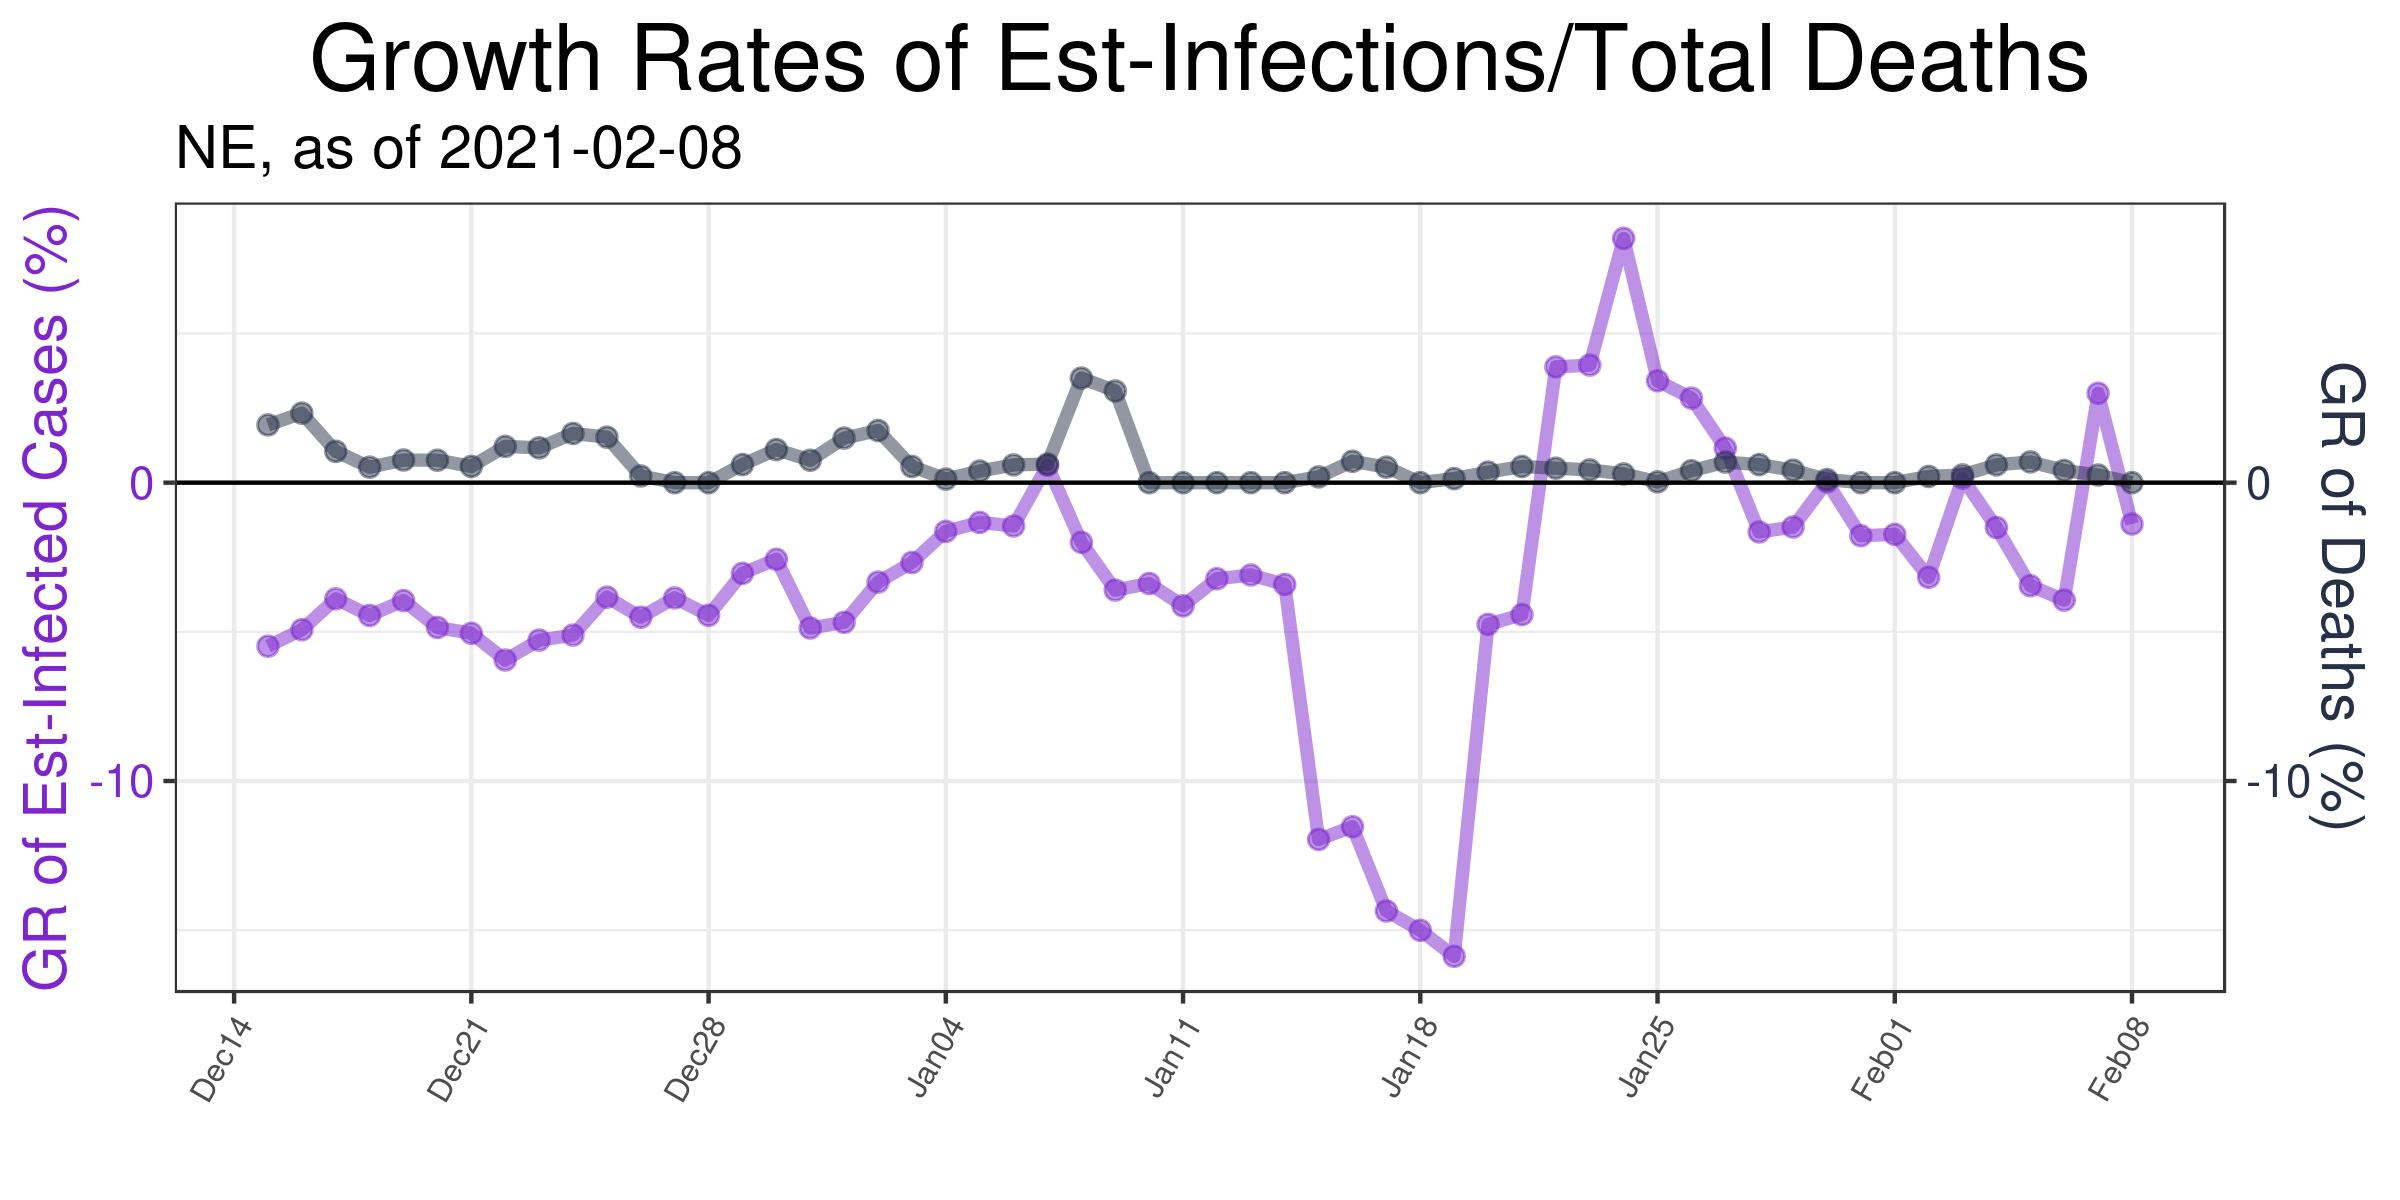 Growth Rates of Est-Infections/Total Deaths
NE, as of 2021-02-08
GR of Est-Infected Cases (%)
0
-10
GR of Deaths (%)
0
-10
Dec14
Dec21
Dec28
Jan04
Jan11
Jan18
Jan25
Feb01
Feb08